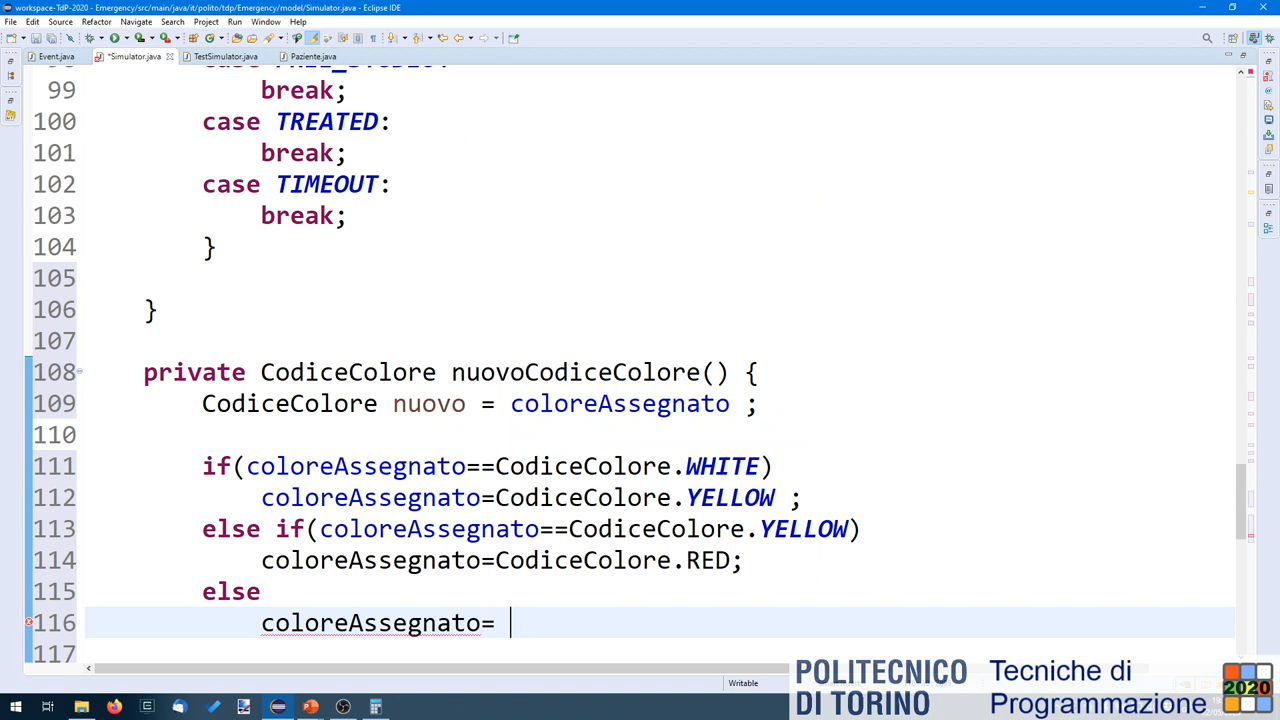 workspace-TdP-2020 - Emergency/src/main/java/it/polito/tdp/Emergency/model/Simulator.java - Eclipse IDE
File Edit Source Refactor Navigate Search Project Run Window Help
Event.java *Simulator.java TestSimulator.java Paziente.java
99 break;
100 case TREATED:
101 break;
102 case TIMEOUT:
103 break;
104 }
105
106 }
107
108 private CodiceColore nuovoCodiceColore() {
109 CodiceColore nuovo = coloreAssegnato ;
110
111 if(coloreAssegnato==CodiceColore.WHITE)
112 coloreAssegnato=CodiceColore.YELLOW ;
113 else if(coloreAssegnato==CodiceColore.YELLOW)
114 coloreAssegnato=CodiceColore.RED;
115 else
116 coloreAssegnato=
117
Writable
POLITECNICO
DI TORINO
Tecniche di
Programmazione
2020